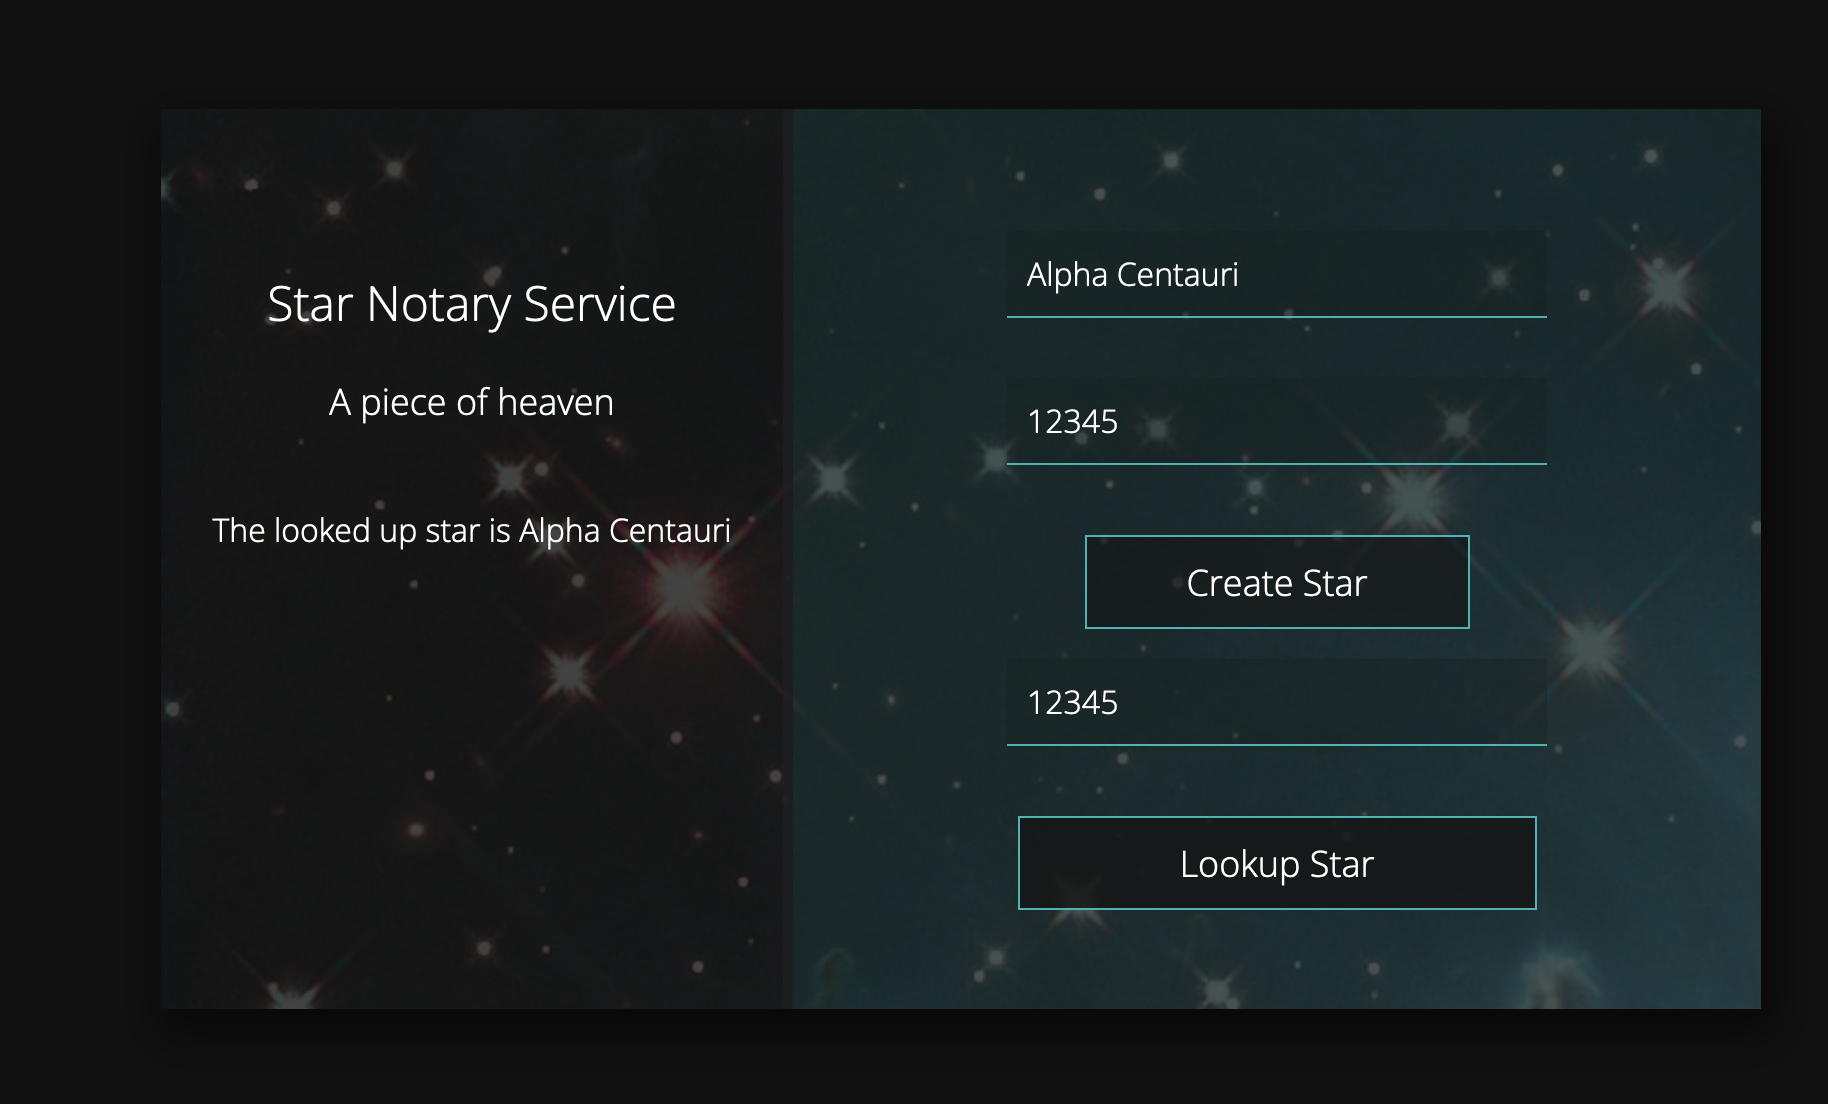 Star Notary Service
A piece of heaven
The looked up star is Alpha Centauri
Alpha Centauri
12345
Create Star
12345
Lookup Star